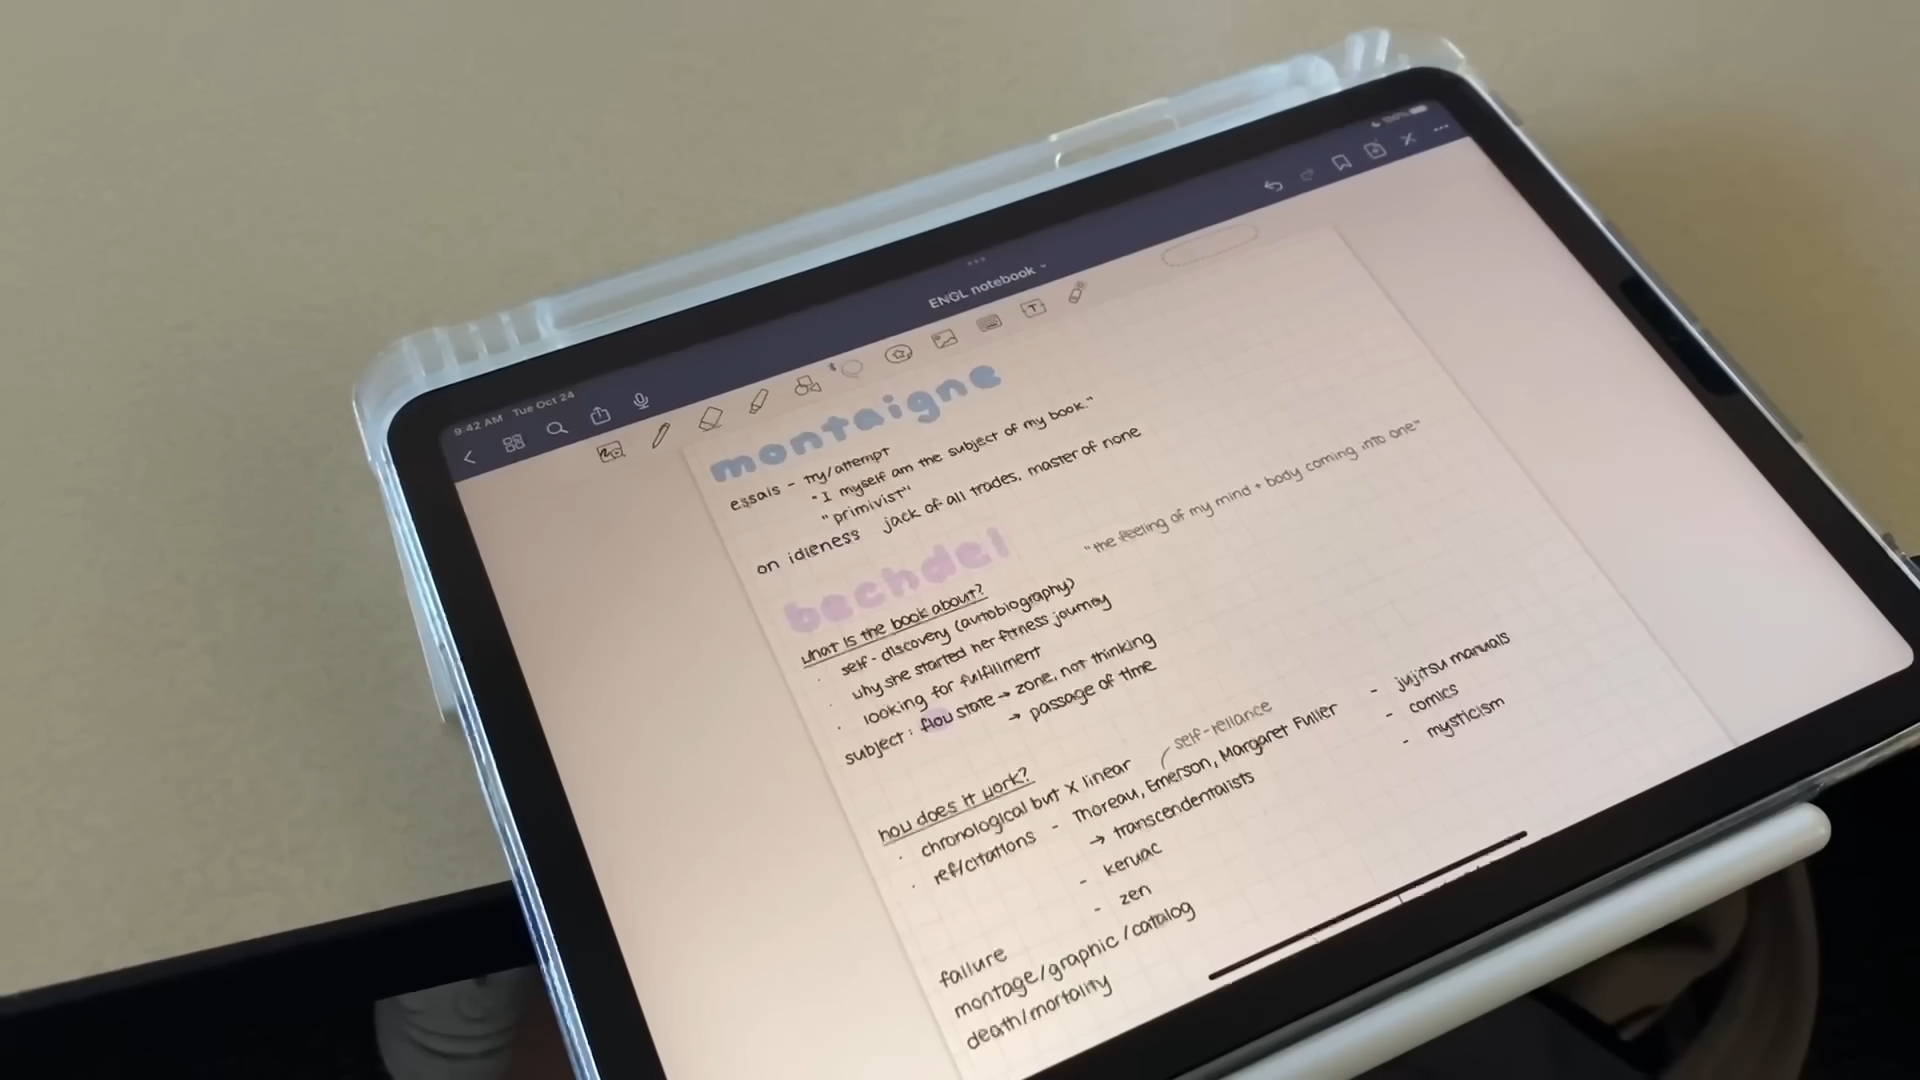 9:42 AM Tue Oct 24
100%
ENGL notebook
montaigne
essais - try/attempt
"I myself am the subject of my book."
"primivist"
on idleness jack of all trades, master of none
bechdel
"the feeling of my mind + body coming into one"
what is the book about?
· self-discovery (autobiography)
· why she started her fitness journey
· looking for fulfillment
subject: flow state → zone, not thinking
→ passage of time
how does it work?
· chronological but X linear
self-reliance
· ref/citations - Thoreau, Emerson, Margaret Fuller
→ transcendentalists
- keruac
- zen
- jujitsu manuals
- comics
- mysticism
failure
montage/graphic/catalog
death/mortality